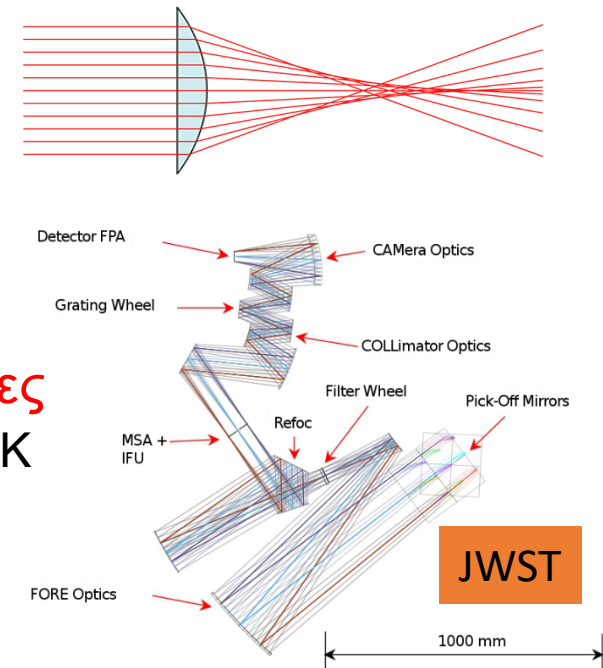 Detector FPA
CAMera Optics
Grating Wheel
COLLimator Optics
Filter Wheel
Pick-Off Mirrors
ες
Refoc
MSA +
IFU
K
JWST
FORE Optics
1000 mm